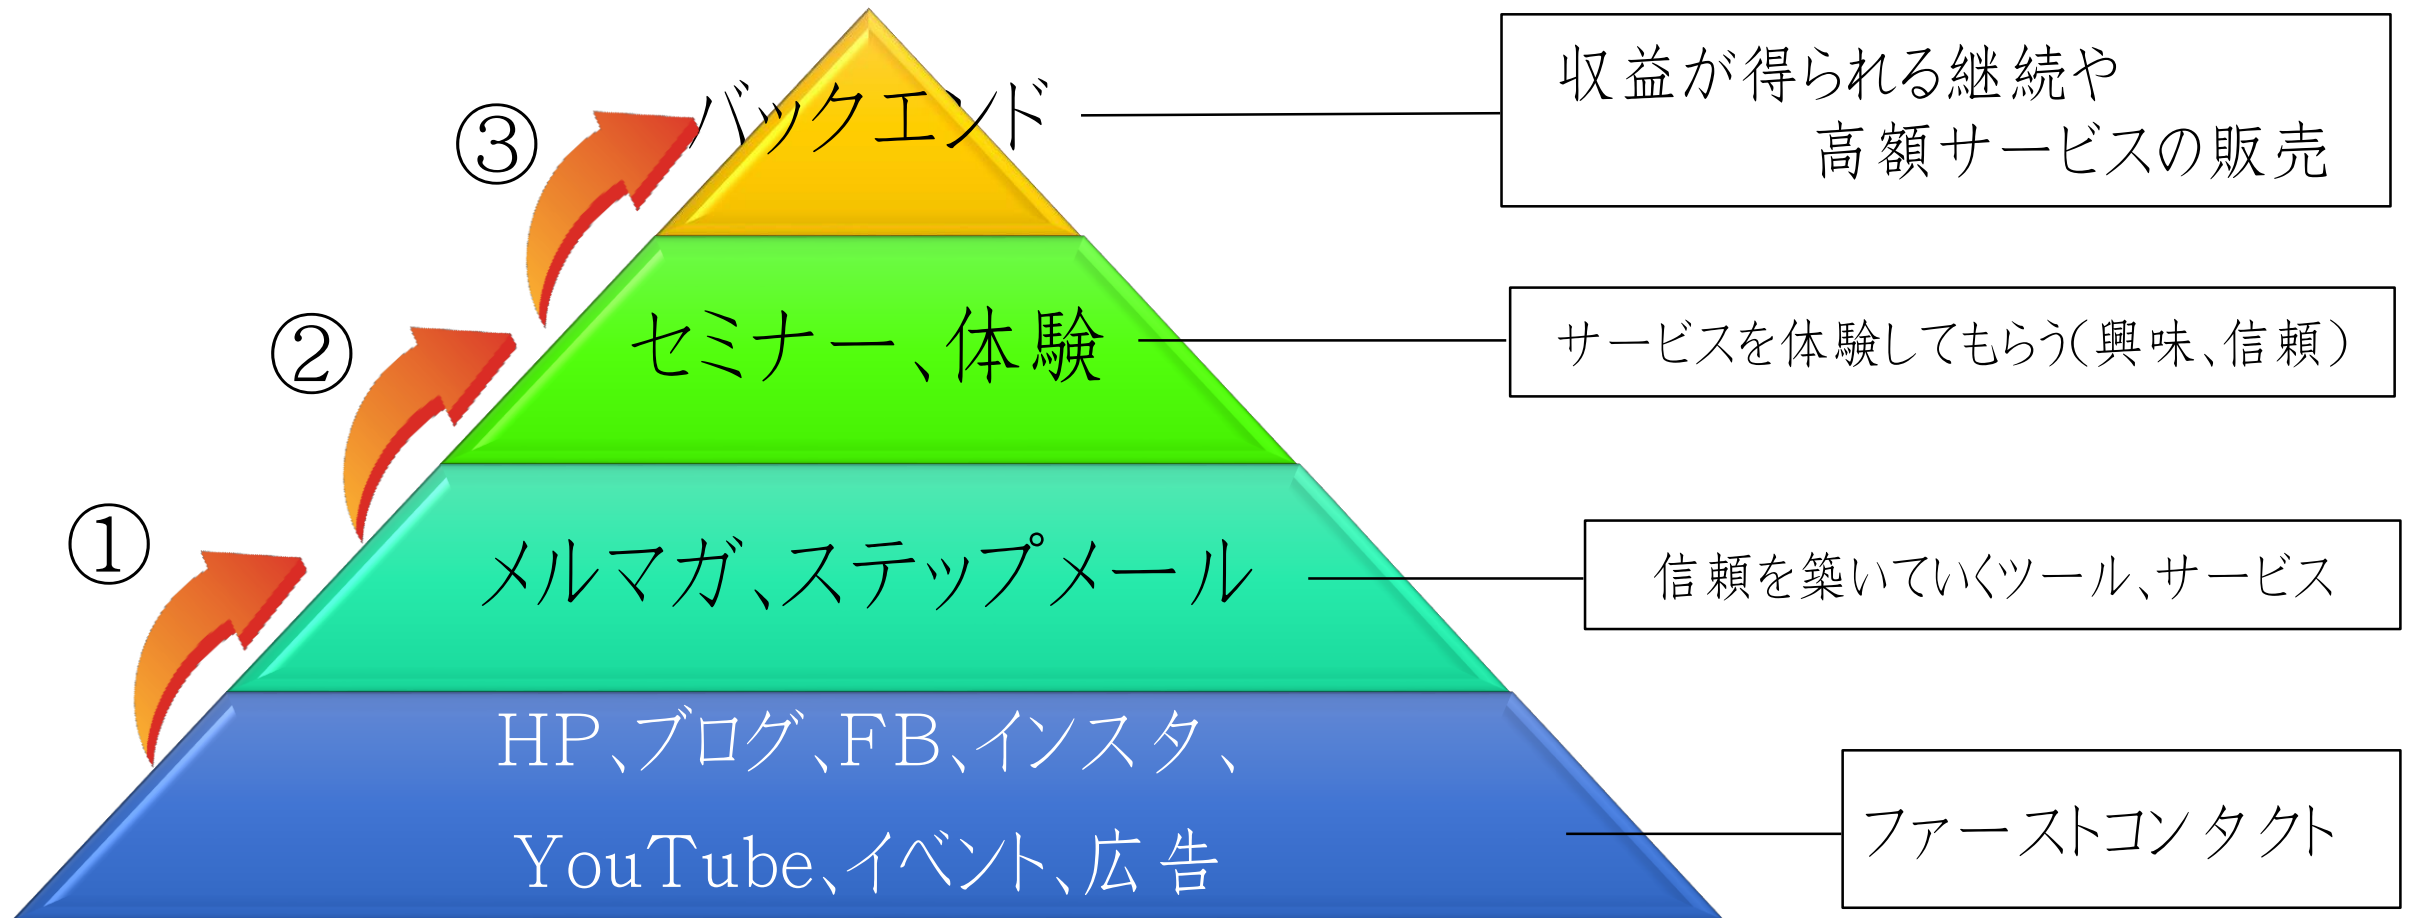 バックエンド
収益が得られる継続や
高額サービスの販売
③
セミナー、体験
サービスを体験してもらう(興味、信頼)
②
メルマガ、ステップメール
信頼を築いていくツール、サービス
①
HP、ブログ、FB、インスタ、
YouTube、イベント、広告
ファーストコンタクト